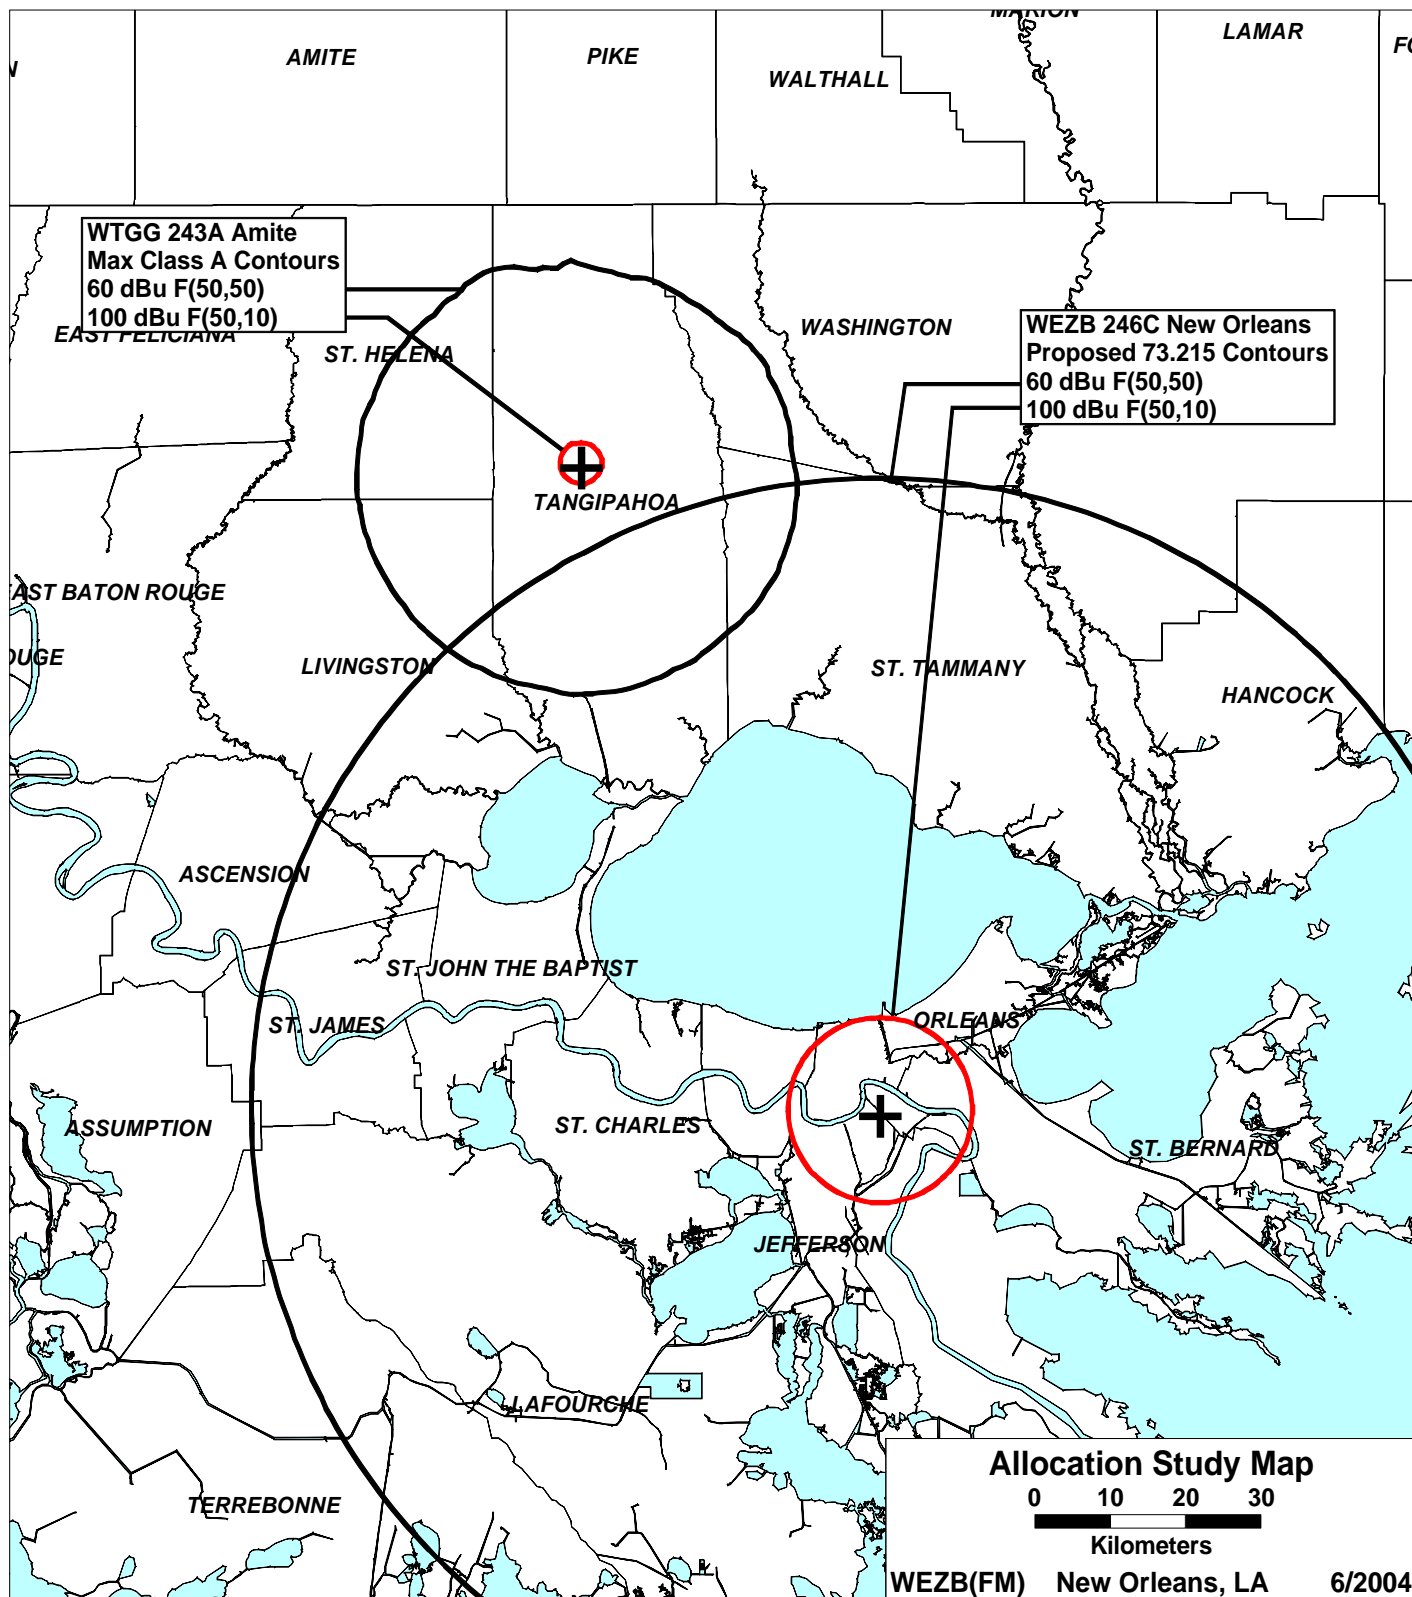 MARION
LAMAR
AMITE
PIKE
WALTHALL
WTGG 243A Amite
Max Class A Contours
60 dBu F(50,50)
100 dBu F(50,10)
EAST FELICIANA
ST. HELENA
WASHINGTON
WEZB 246C New Orleans
Proposed 73.215 Contours
60 dBu F(50,50)
100 dBu F(50,10)
TANGIPAHOA
EAST BATON ROUGE
OUGE
LIVINGSTON
ST. TAMMANY
HANCOCK
ASCENSION
ST. JOHN THE BAPTIST
ST. JAMES
ORLEANS
ASSUMPTION
ST. CHARLES
ST. BERNARD
JEFFERSON
LAFOURCHE
TERREBONNE
Allocation Study Map
0 10 20 30
Kilometers
WEZB(FM) New Orleans, LA 6/2004